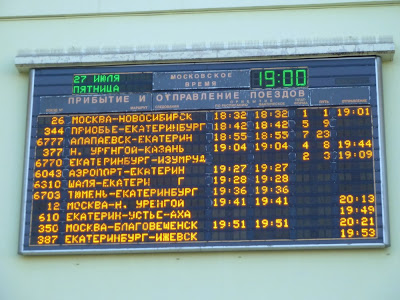 27 ИЮЛЯ
ПЯТНИЦА
МОСКОВСКОЕ
ВРЕМЯ
19:00
ПРИБЫТИЕ И ОТПРАВЛЕНИЕ ПОЕЗДОВ
26 МОСКВА-НОВОСИБИРСК 18:32 18:32 1 1 19:01
344 ПРИОБЬЕ-ЕКАТЕРИНБУРГ 18:42 18:42 5 9
6777 АЛАПАЕВСК-ЕКАТЕРИН 18:55 18:55 7 23
377 Н. УРЕНГОЙ-КАЗАНЬ 19:04 19:04 4 8 19:44
6770 ЕКАТЕРИНБУРГ-ИЗУМРУД 2 3 19:09
6043 АЭРОПОРТ-ЕКАТЕРИН 19:27 19:27
6310 ШАЛЯ-ЕКАТЕРИ Г 19:28 19:28
6703 ТЮМЕНЬ-ЕКАТЕРИНБУРГ 19:36 19:36
12 МОСКВА-Н. УРЕНГОЙ 19:41 19:41 20:13
610 ЕКАТЕРИН-УСТЬЕ-АХА 19:49
350 МОСКВА-БЛАГОВЕЩЕНСК 19:51 19:51 20:21
387 ЕКАТЕРИНБУРГ-ИЖЕВСК 19:53